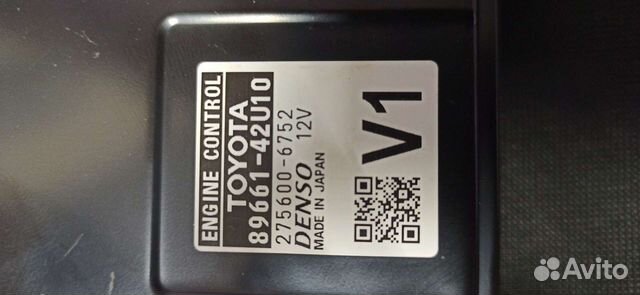 ENGINE CONTROL
TOYOTA
89661-42U10
275600-6752
DENSO 12V
MADE IN JAPAN
V1
Avito